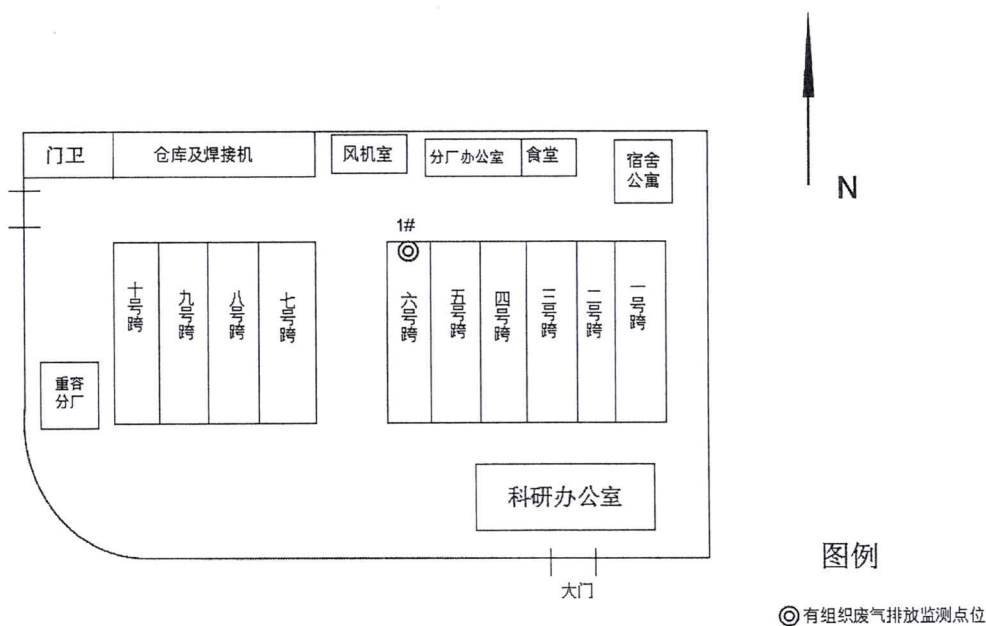 门卫
仓库及焊接机
风机室
分厂办公室
食堂
宿舍
公寓
N
1#
十号跨
九号跨
八号跨
七号跨
六号跨
五号跨
四号跨
三号跨
二号跨
一号跨
重容
分厂
科研办公室
大门
图例
有组织废气排放监测点位